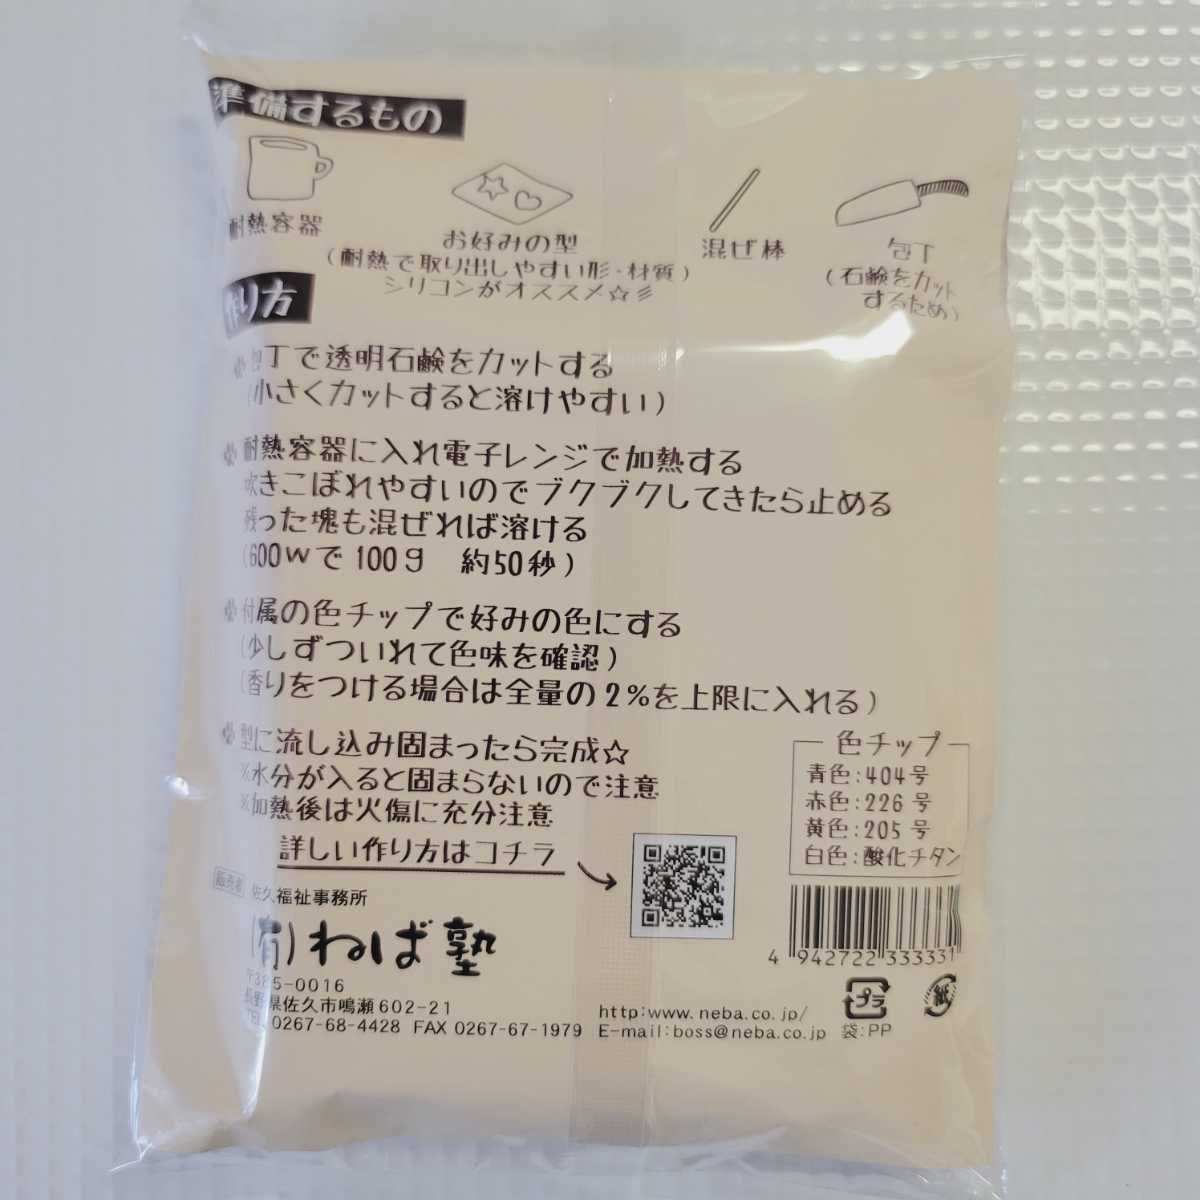 準備するもの
耐熱容器
お好みの型
(耐熱で取り出しやすい形・材質)
シリコンがオススメ☆彡
混ぜ棒
包丁
(石鹸をカット
するため)
作り方
包丁で透明石鹸をカットする
(小さくカットすると溶けやすい)
耐熱容器に入れ電子レンジで加熱する
吹きこぼれやすいのでブクブクしてきたら止める
残った塊も混ぜれば溶ける
(600wで100g 約50秒)
付属の色チップで好みの色にする
(少しずついれて色味を確認)
(香りをつける場合は全量の2%を上限に入れる)
型に流し込み固まったら完成☆
※水分が入ると固まらないので注意
※加熱後は火傷に充分注意
詳しい作り方はコチラ
色チップ
青色:404号
赤色:226号
黄色:205号
白色:酸化チタン
販売者 佐久福祉事務所
(有)ねば塾
〒385-0016
長野県佐久市鳴瀬602-21
TEL 0267-68-4428 FAX 0267-67-1979
http:www.neba.co.jp/
E-mail:boss@neba.co.jp
4 942722 333331
プラ
袋:PP
紙